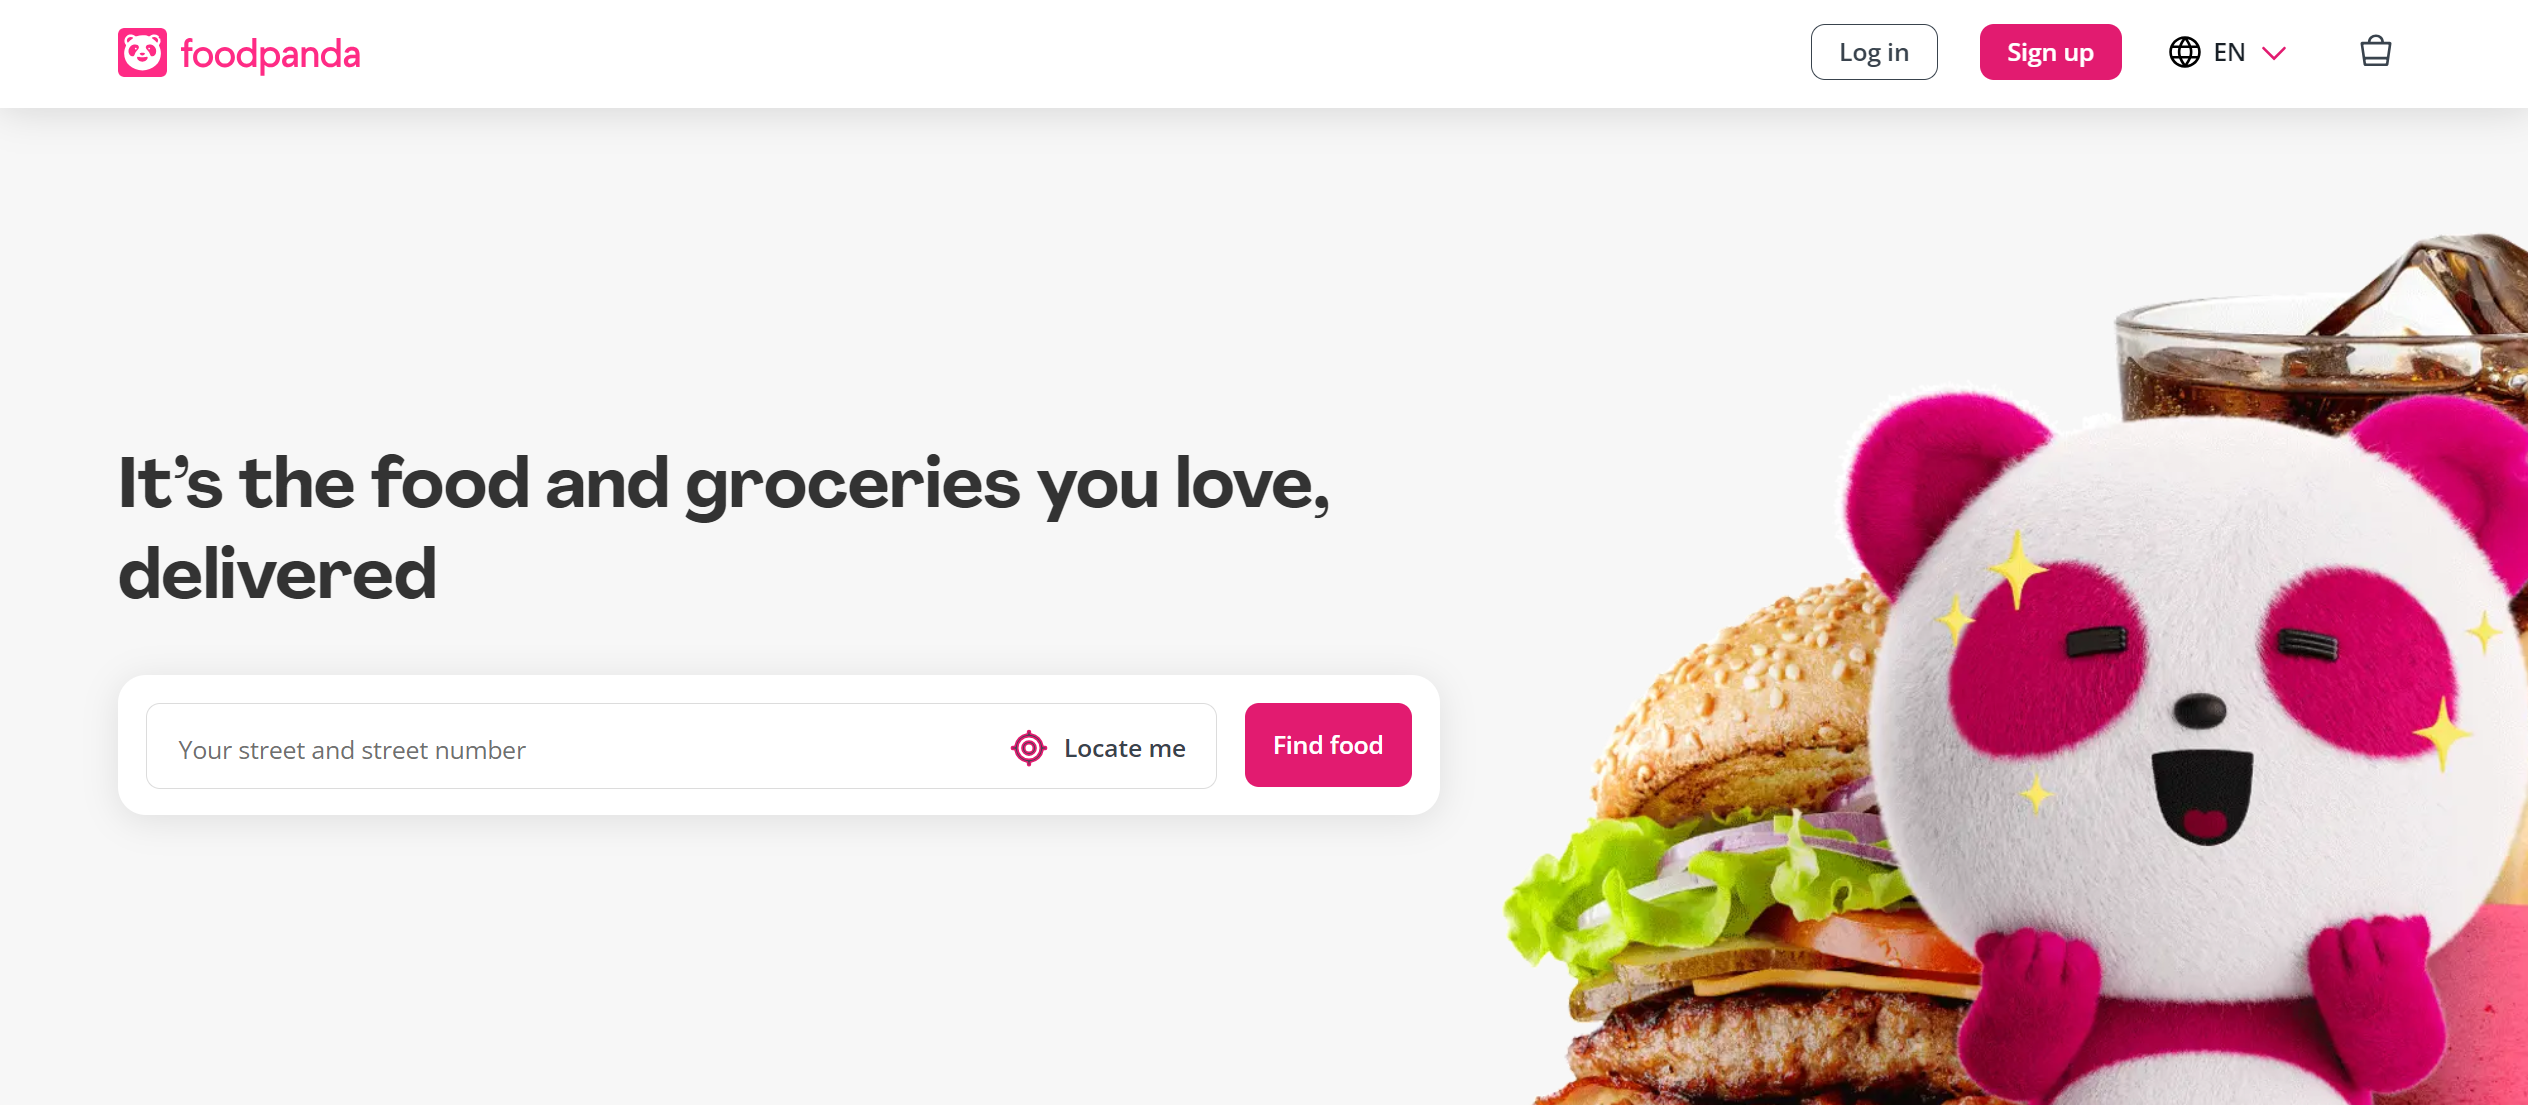 foodpanda
Log in
Sign up
EN
It’s the food and groceries you love,
delivered
Your street and street number
Locate me
Find food